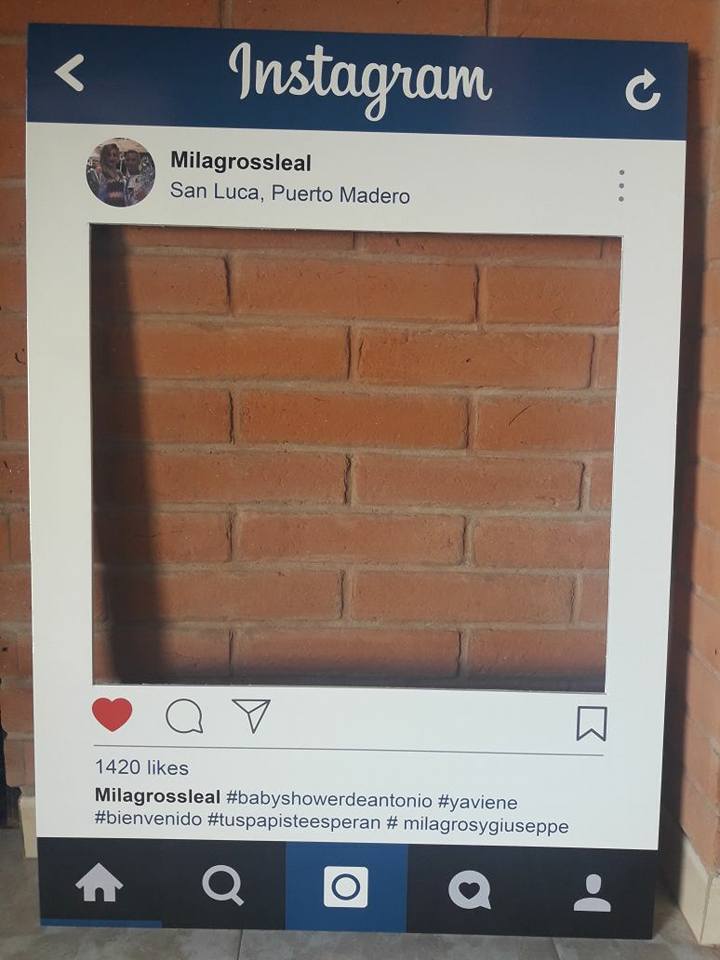 Instagram
Milagrossleal
San Luca, Puerto Madero
1420 likes
Milagrossleal #babyshowerdeantonio #yaviene
#bienvenido #tuspapisteesperan # milagrosygiuseppe